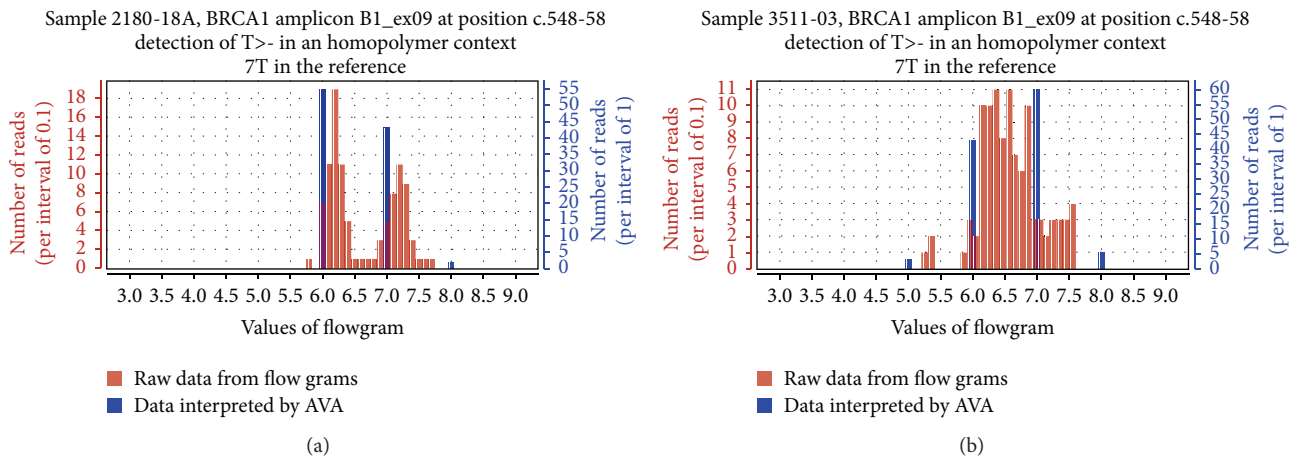 Sample 2180-18A, BRCA1 amplicon B1_ex09 at position c.548-58
detection of T>- in an homopolymer context
7T in the reference
Number of reads
(per interval of 0.1)
18
16
14
12
10
8
6
4
2
0
55
50
45
40
35
30
25
20
15
10
5
0
Number of reads
(per interval of 1)
3.0 3.5 4.0 4.5 5.0 5.5 6.0 6.5 7.0 7.5 8.0 8.5 9.0
Values of flowgram
Raw data from flow grams
Data interpreted by AVA
(a)
Sample 3511-03, BRCA1 amplicon B1_ex09 at position c.548-58
detection of T>- in an homopolymer context
7T in the reference
Number of reads
(per interval of 0.1)
11
10
9
8
7
6
5
4
3
2
1
0
60
55
50
45
40
35
30
25
20
15
10
5
0
Number of reads
(per interval of 1)
3.0 3.5 4.0 4.5 5.0 5.5 6.0 6.5 7.0 7.5 8.0 8.5 9.0
Values of flowgram
Raw data from flow grams
Data interpreted by AVA
(b)